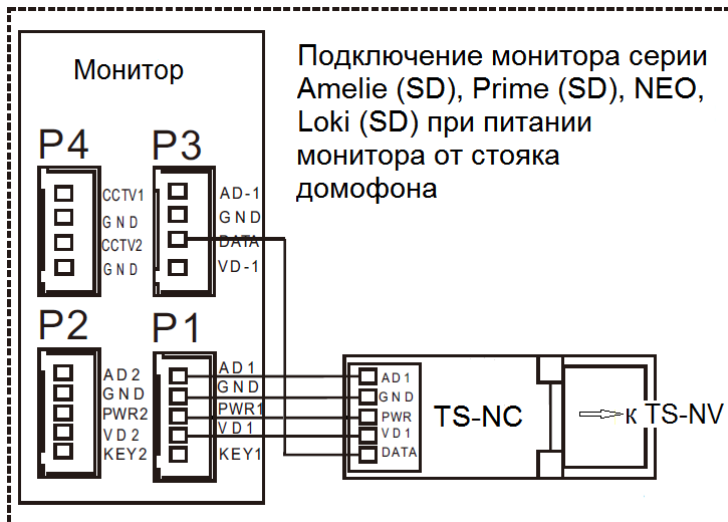 Монитор
Подключение монитора серии
Amelie (SD), Prime (SD), NEO,
Loki (SD) при питании
монитора от стояка
домофона
P4
CCTV1
GND
CCTV2
GND
P3
AD-1
GND
DATA
VD-1
P2
AD2
GND
PWR2
VD2
KEY2
P1
AD1
GND
PWR1
VD1
KEY1
AD1
GND
PWR
VD1
DATA
TS-NC
к TS-NV